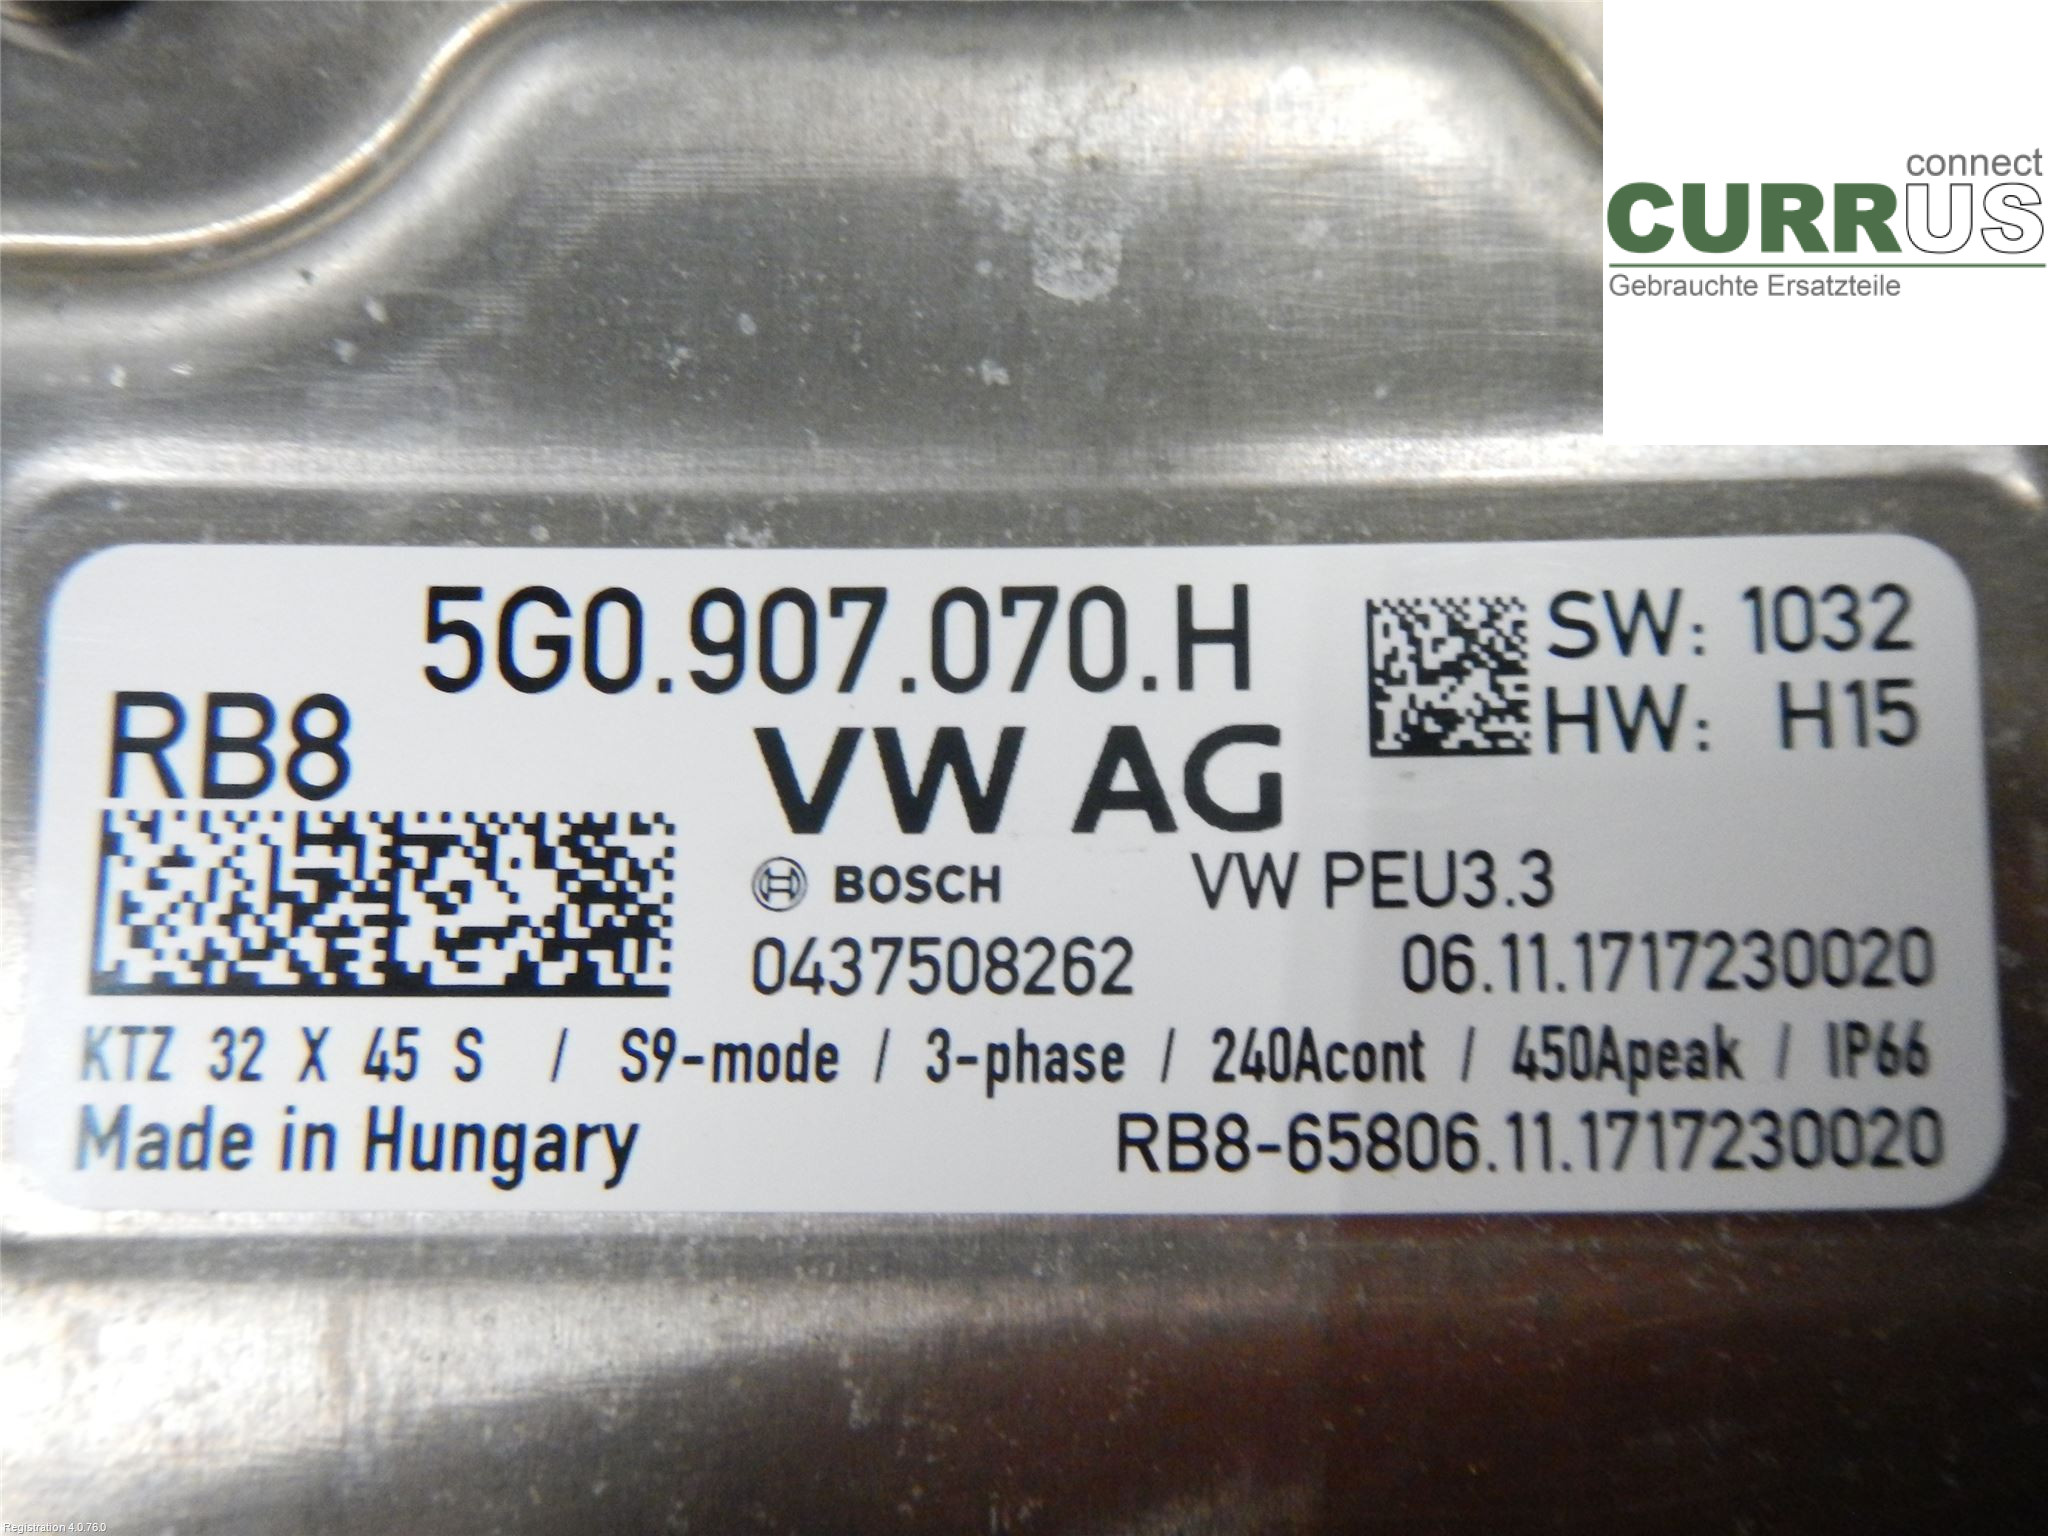 connect
CURRUS
Gebrauchte Ersatzteile
5G0.907.070.H
SW: 1032
HW: H15
RB8
VW AG
BOSCH
VW PEU3.3
0437508262
06.11.1717230020
KTZ 32 X 45 S / S9-mode / 3-phase / 240Acont / 450Apeak / IP66
Made in Hungary
RB8-65806.11.1717230020
Registration 4.0.76.0